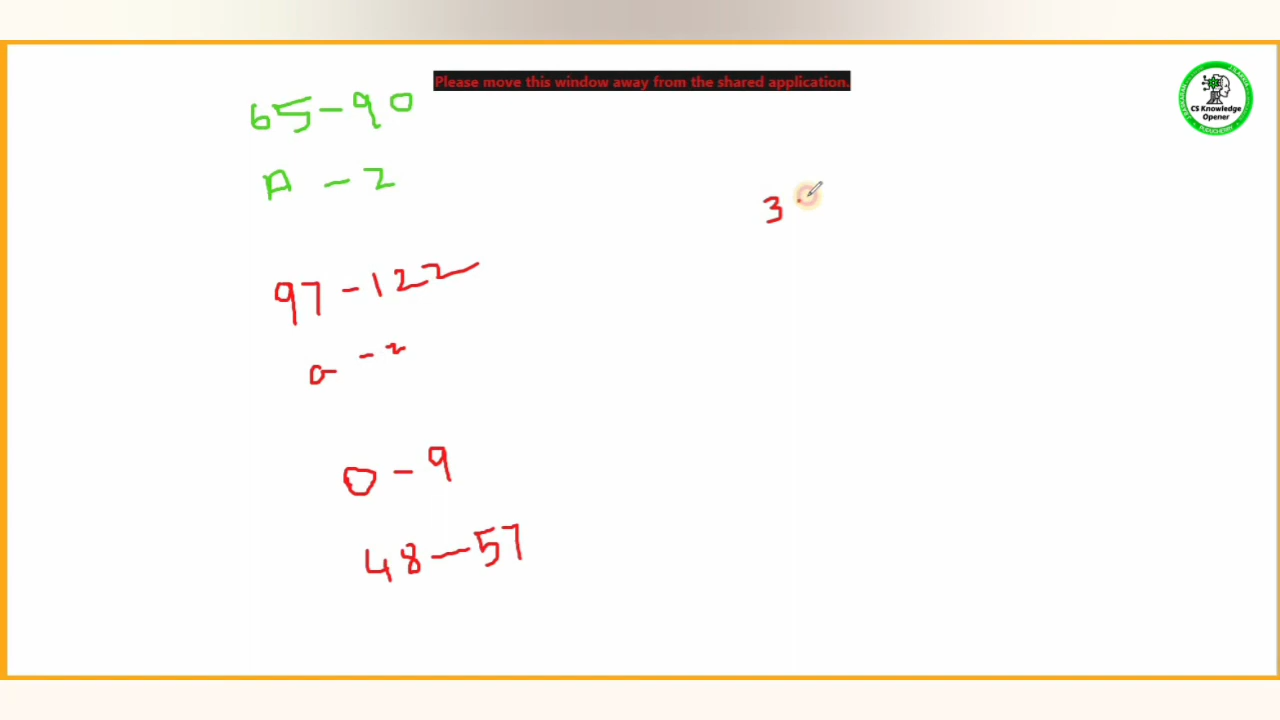 Please move this window away from the shared application.
65-90
A - Z
97-122
a - z
0-9
48-57
3
CS Knowledge
Opener
PUDUCHERRY